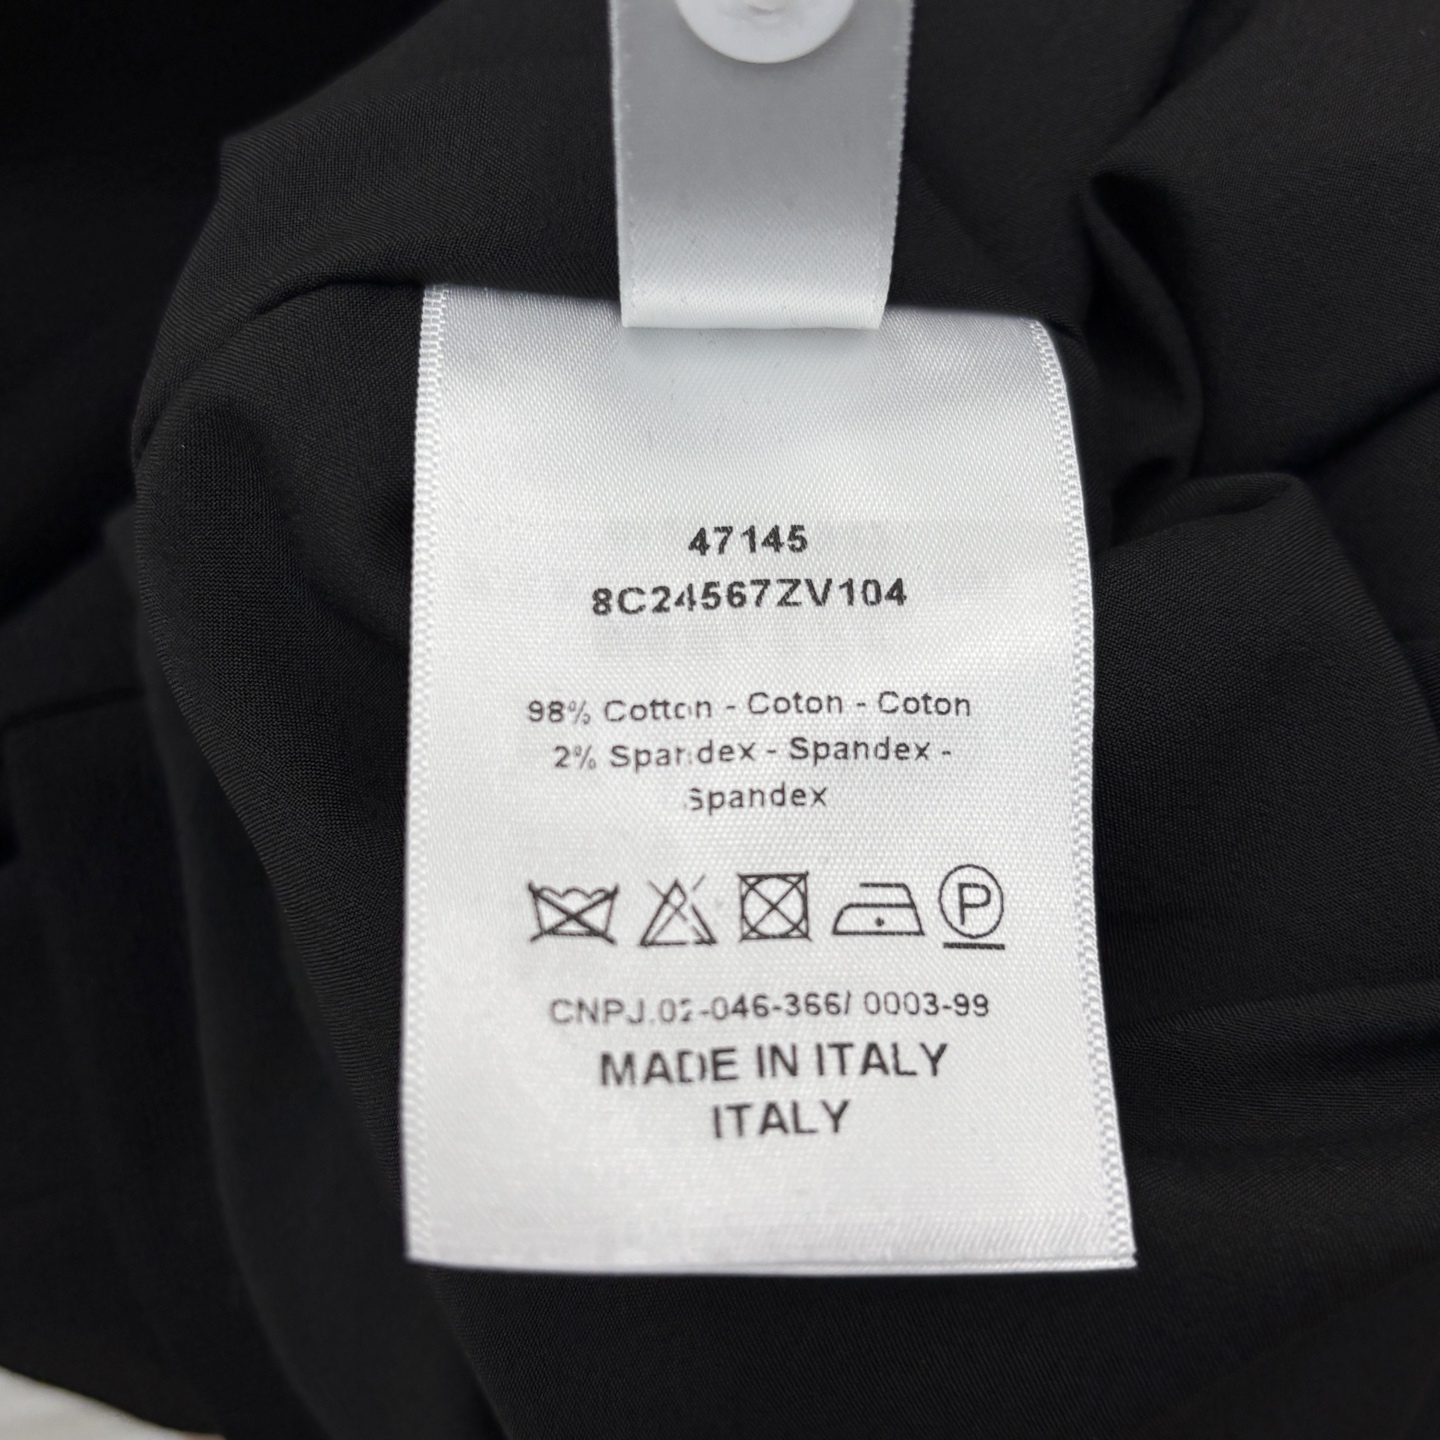 47145
8C24567ZV104
98% Cotton - Coton - Coton
2% Spandex - Spandex -
Spandex
P
CNPJ.02-046-366/ 0003-99
MADE IN ITALY
ITALY